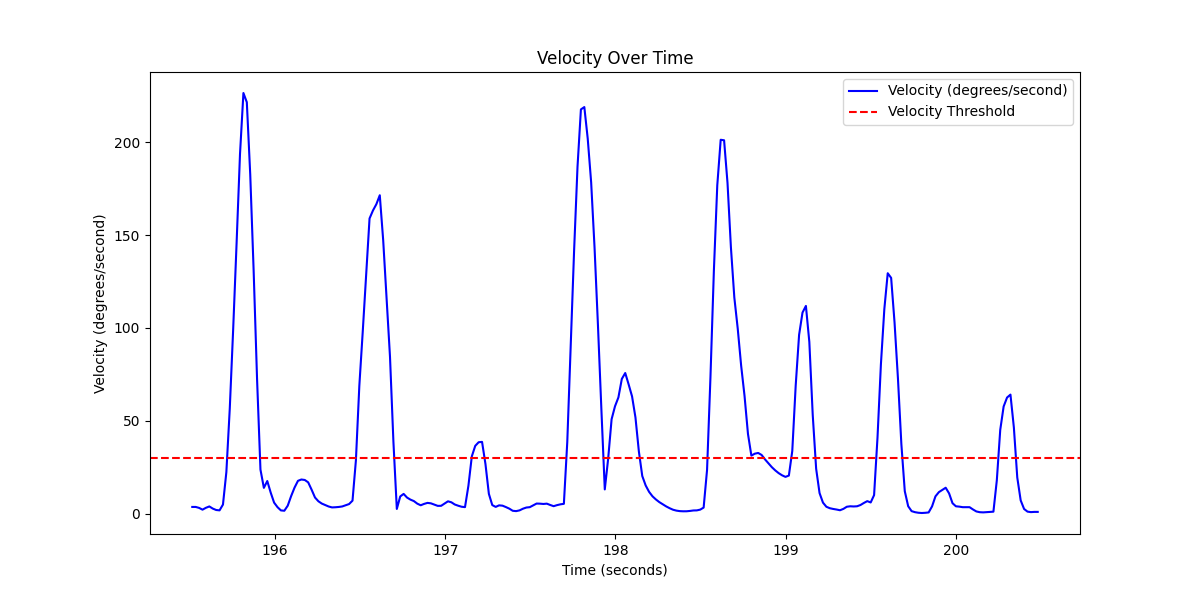 Velocity Over Time
Velocity (degrees/second)
Velocity Threshold
200
150
100
50
0
Velocity (degrees/second)
196
197
198
199
200
Time (seconds)